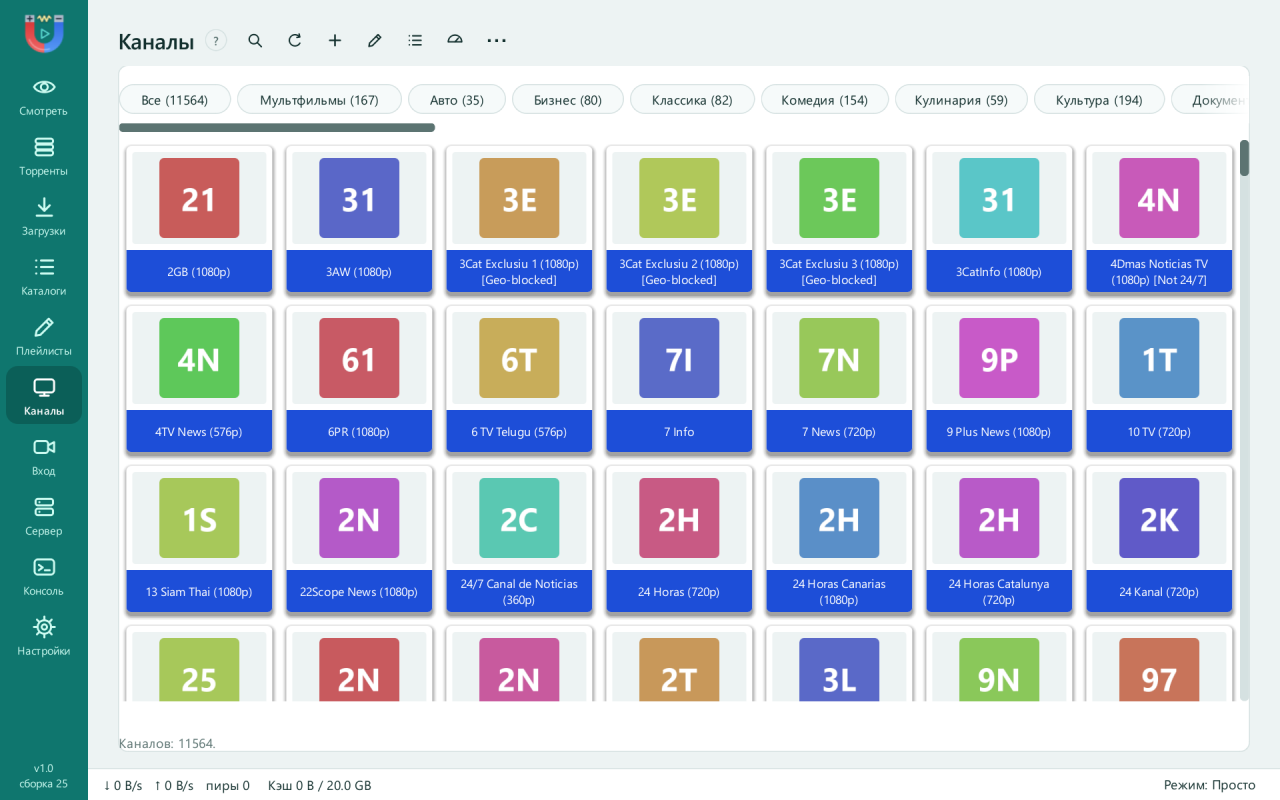 Каналы
?
Все (11564)
Мультфильмы (167)
Авто (35)
Бизнес (80)
Классика (82)
Комедия (154)
Кулинария (59)
Культура (194)
Смотреть
Торренты
Загрузки
Каталоги
Плейлисты
Каналы
Вход
Сервер
Консоль
Настройки
v1.0
сборка 25
21
31
3E
3E
3E
31
4N
2GB (1080p)
3AW (1080p)
3Cat Exclusiu 1 (1080p)
[Geo-blocked]
3Cat Exclusiu 2 (1080p)
[Geo-blocked]
3Cat Exclusiu 3 (1080p)
[Geo-blocked]
3CatInfo (1080p)
4Dmas Noticias TV
(1080p) [Not 24/7]
4N
61
6T
7I
7N
9P
1T
4TV News (576p)
6PR (1080p)
6 TV Telugu (576p)
7 Info
7 News (720p)
9 Plus News (1080p)
10 TV (720p)
1S
2N
2C
2H
2H
2H
2K
13 Siam Thai (1080p)
22Scope News (1080p)
24/7 Canal de Noticias
(360p)
24 Horas (720p)
24 Horas Canarias
(1080p)
24 Horas Catalunya
(720p)
24 Kanal (720p)
25
2N
2N
2T
3L
9N
97
Каналов: 11564.
↓ 0 B/s
↑ 0 B/s
пиры 0
Кэш 0 B / 20.0 GB
Режим: Просто